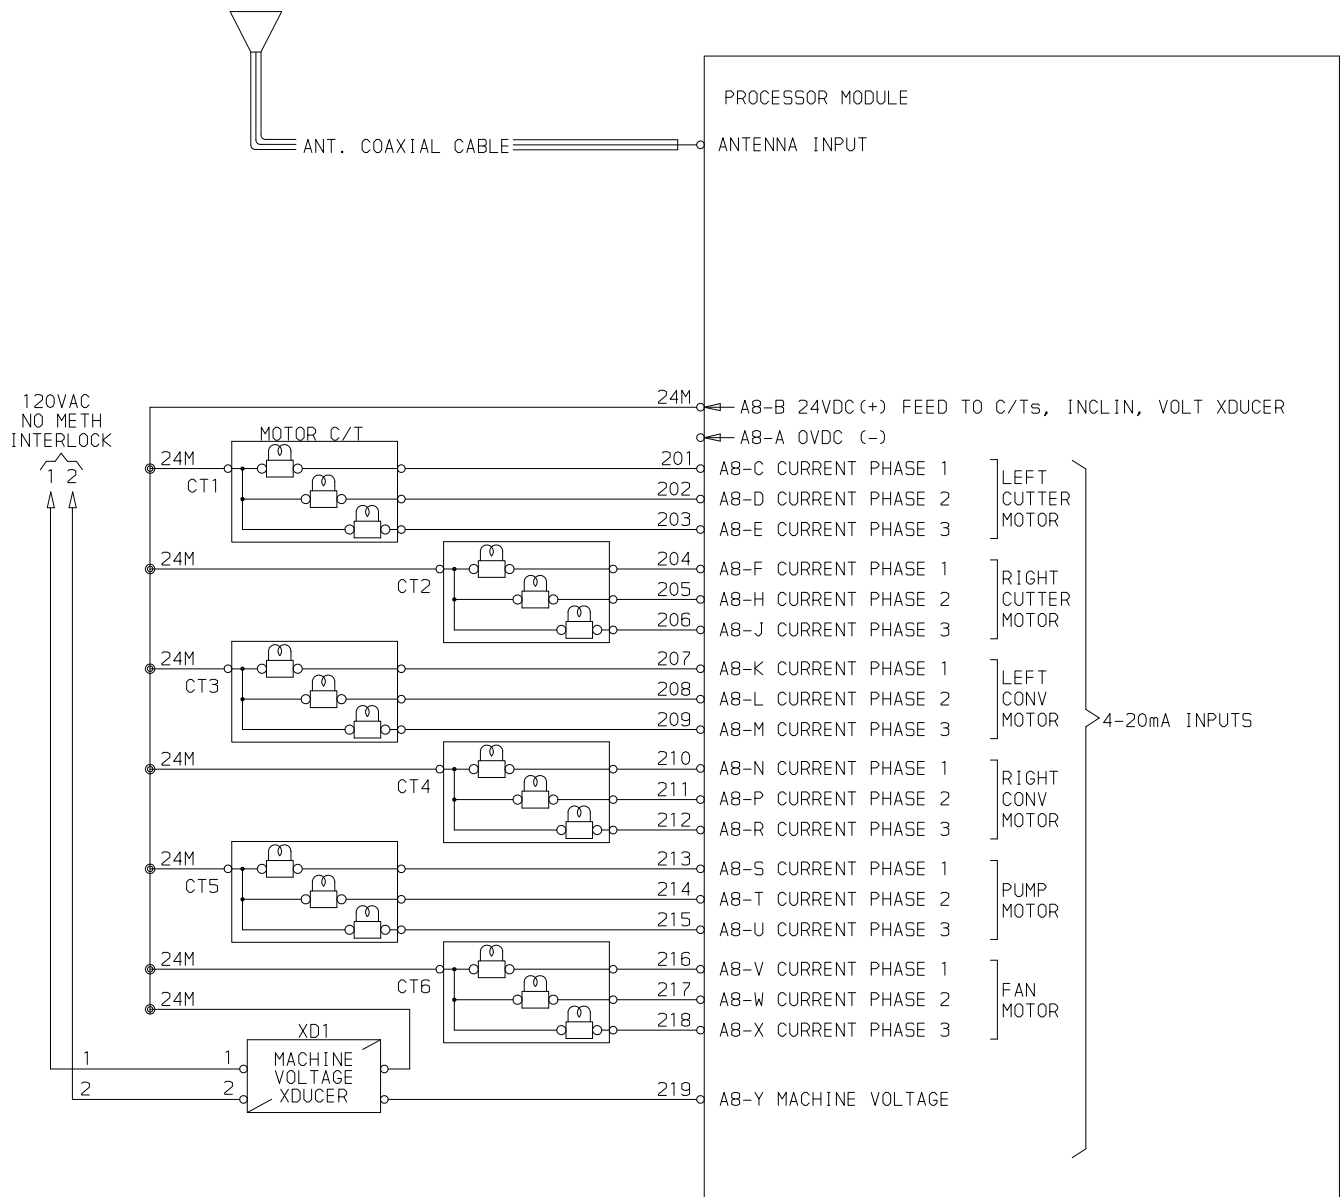 PROCESSOR MODULE
ANT. COAXIAL CABLE
ANTENNA INPUT
120VAC
NO METH
INTERLOCK
1 2
24M
A8-B 24VDC(+) FEED TO C/Ts, INCLIN, VOLT XDUCER
A8-A 0VDC (-)
MOTOR C/T
24M
CT1
201 A8-C CURRENT PHASE 1
202 A8-D CURRENT PHASE 2
203 A8-E CURRENT PHASE 3
LEFT
CUTTER
MOTOR
24M
CT2
204 A8-F CURRENT PHASE 1
205 A8-H CURRENT PHASE 2
206 A8-J CURRENT PHASE 3
RIGHT
CUTTER
MOTOR
24M
CT3
207 A8-K CURRENT PHASE 1
208 A8-L CURRENT PHASE 2
209 A8-M CURRENT PHASE 3
LEFT
CONV
MOTOR
4-20mA INPUTS
24M
CT4
210 A8-N CURRENT PHASE 1
211 A8-P CURRENT PHASE 2
212 A8-R CURRENT PHASE 3
RIGHT
CONV
MOTOR
24M
CT5
213 A8-S CURRENT PHASE 1
214 A8-T CURRENT PHASE 2
215 A8-U CURRENT PHASE 3
PUMP
MOTOR
24M
CT6
216 A8-V CURRENT PHASE 1
217 A8-W CURRENT PHASE 2
218 A8-X CURRENT PHASE 3
FAN
MOTOR
24M
XD1
1 1
2 2
MACHINE
VOLTAGE
XDUCER
219 A8-Y MACHINE VOLTAGE